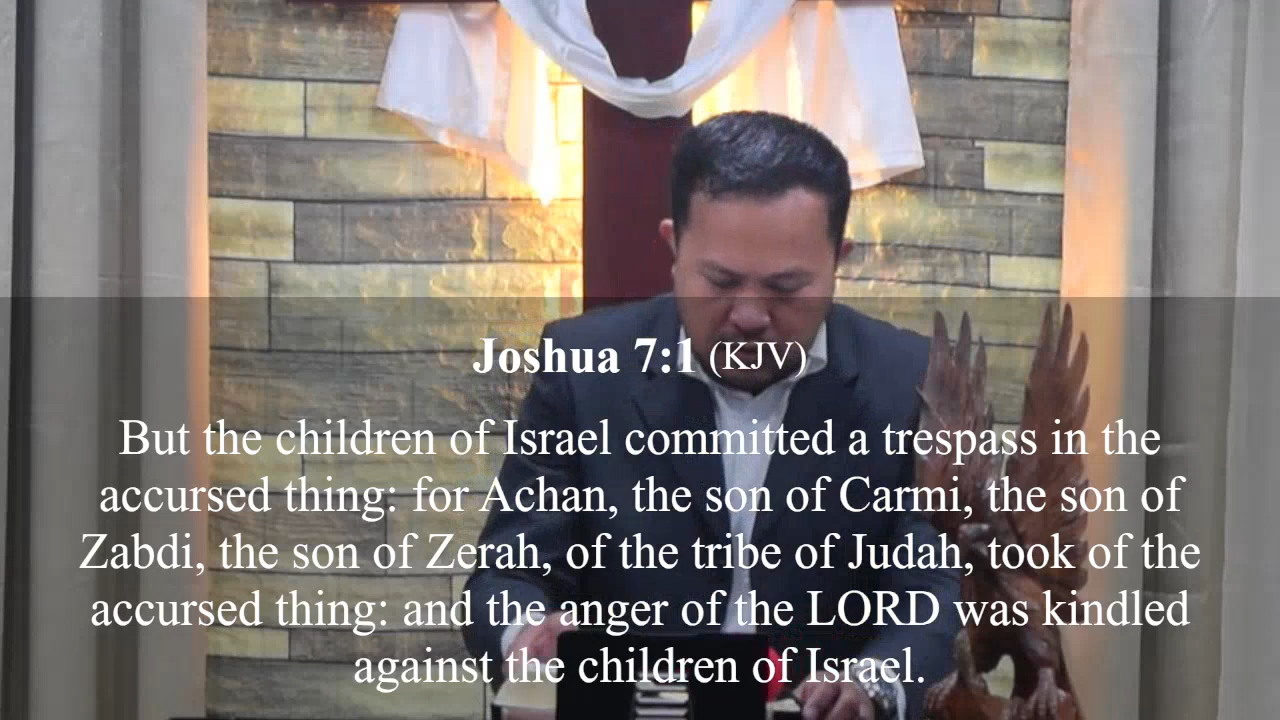 Joshua 7:1 (KJV)
But the children of Israel committed a trespass in the
accursed thing: for Achan, the son of Carmi, the son of
Zabdi, the son of Zerah, of the tribe of Judah, took of the
accursed thing: and the anger of the LORD was kindled
against the children of Israel.